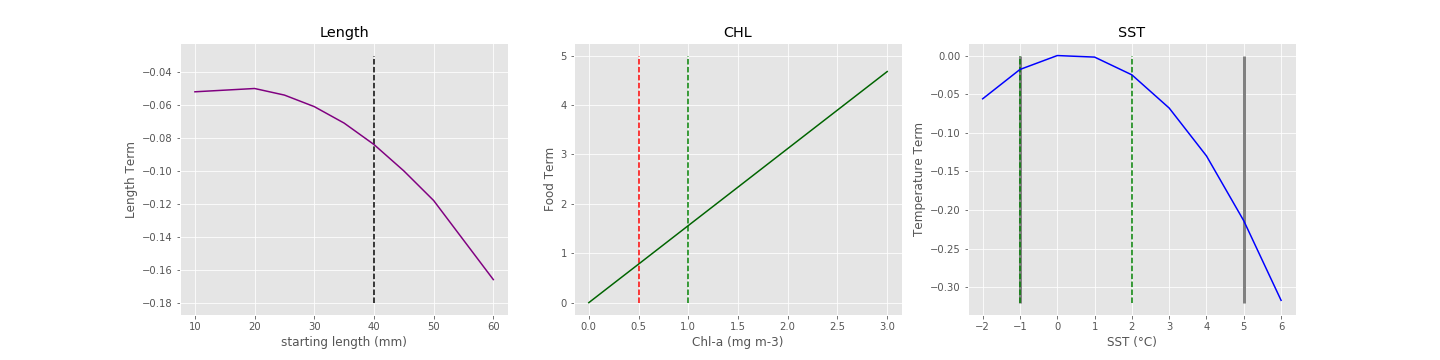 Length
−0.04
−0.06
−0.08
−0.10
−0.12
−0.14
−0.16
−0.18
Length Term
10 20 30 40 50 60
starting length (mm)
CHL
5
4
3
2
1
0
Food Term
0.0 0.5 1.0 1.5 2.0 2.5 3.0
Chl-a (mg m-3)
SST
0.00
−0.05
−0.10
−0.15
−0.20
−0.25
−0.30
Temperature Term
−2 −1 0 1 2 3 4 5 6
SST (°C)